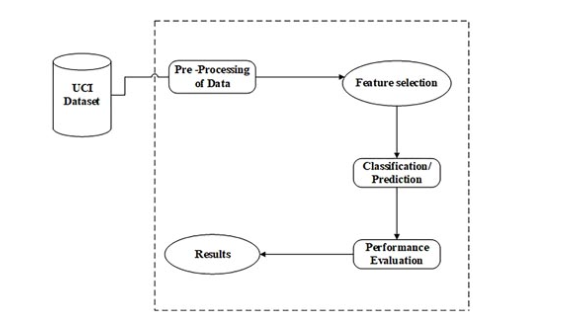 UCI
Dataset
Pre -Processing
of Data
Feature selection
Classification/
Prediction
Performance
Evaluation
Results